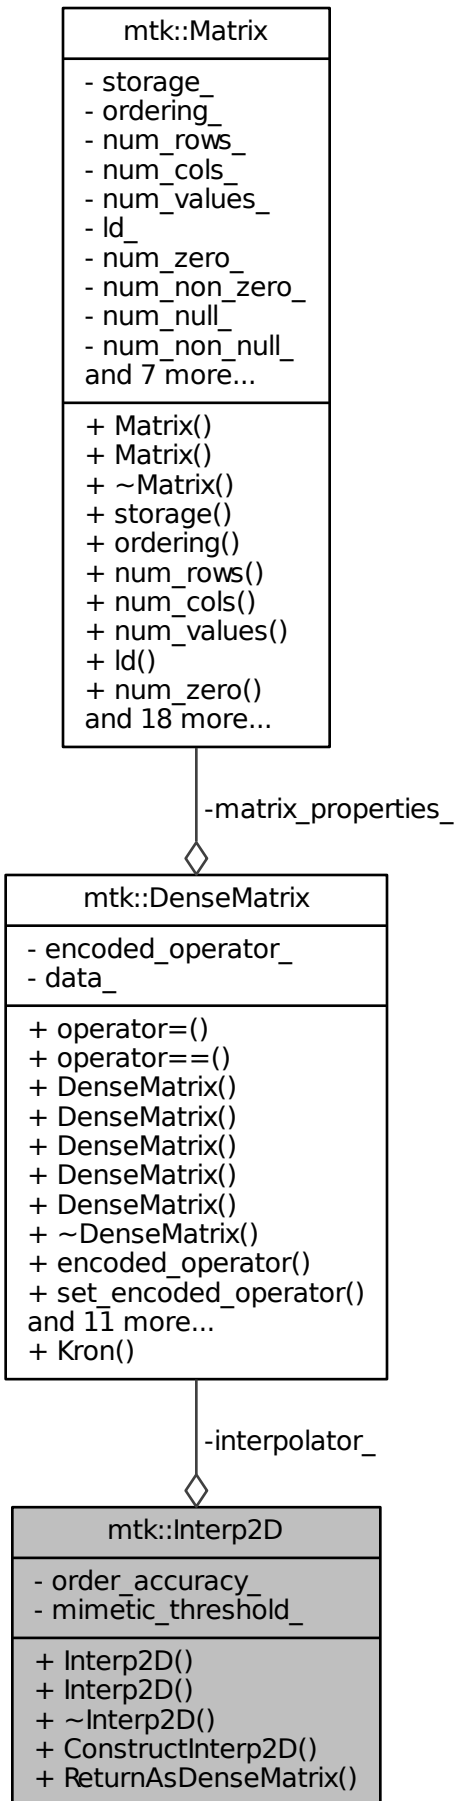 mtk::Matrix
- storage_
- ordering_
- num_rows_
- num_cols_
- num_values_
- ld_
- num_zero_
- num_non_zero_
- num_null_
- num_non_null_
and 7 more...
+ Matrix()
+ Matrix()
+ ~Matrix()
+ storage()
+ ordering()
+ num_rows()
+ num_cols()
+ num_values()
+ ld()
+ num_zero()
and 18 more...
-matrix_properties_
mtk::DenseMatrix
- encoded_operator_
- data_
+ operator=()
+ operator==()
+ DenseMatrix()
+ DenseMatrix()
+ DenseMatrix()
+ DenseMatrix()
+ DenseMatrix()
+ ~DenseMatrix()
+ encoded_operator()
+ set_encoded_operator()
and 11 more...
+ Kron()
-interpolator_
mtk::Interp2D
- order_accuracy_
- mimetic_threshold_
+ Interp2D()
+ Interp2D()
+ ~Interp2D()
+ ConstructInterp2D()
+ ReturnAsDenseMatrix()